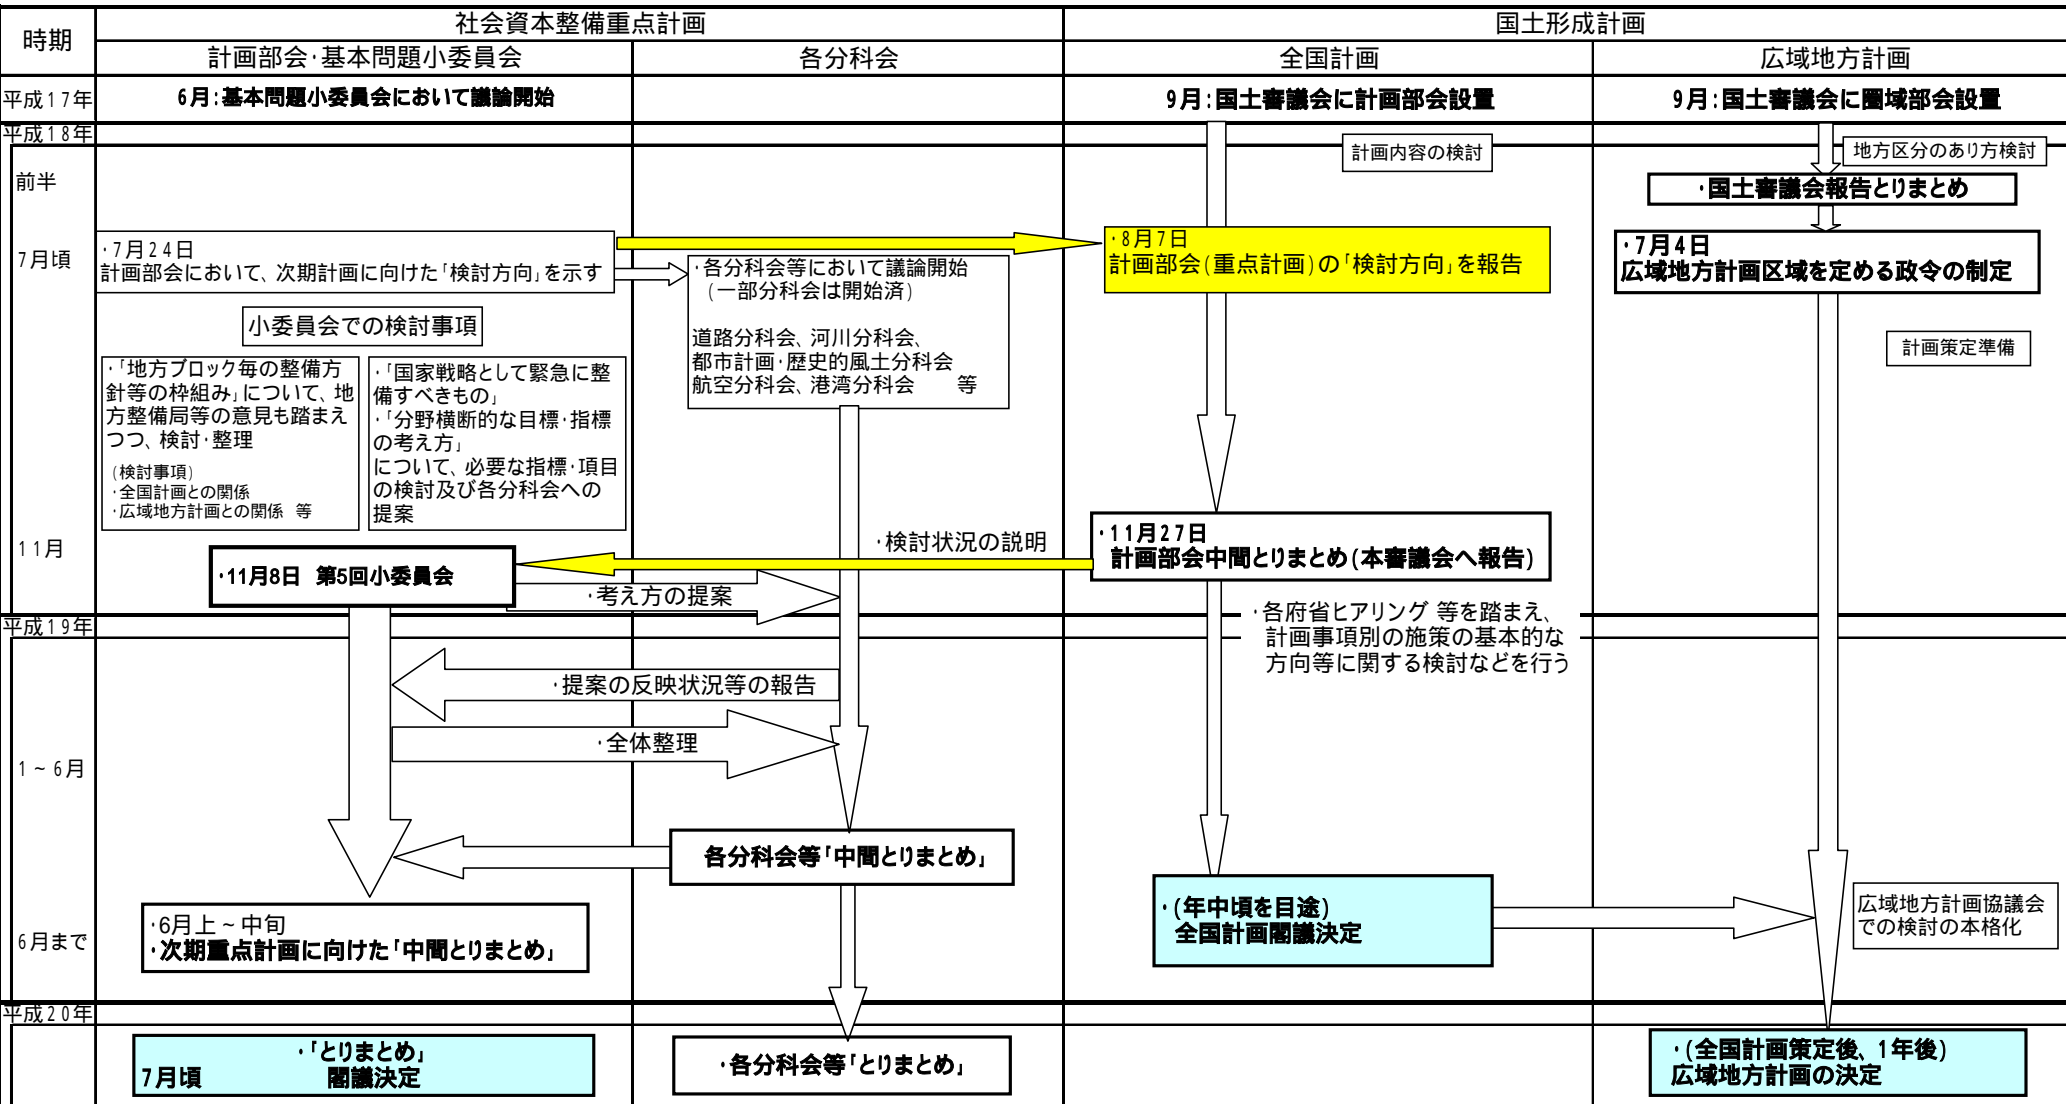 時期
社会資本整備重点計画
国土形成計画
計画部会・基本問題小委員会
各分科会
全国計画
広域地方計画
平成17年
6月:基本問題小委員会において議論開始
9月:国土審議会に計画部会設置
9月:国土審議会に圏域部会設置
平成18年
計画内容の検討
地方区分のあり方検討
前半
・国土審議会報告とりまとめ
7月頃
・7月24日
計画部会において、次期計画に向けた「検討方向」を示す
・各分科会等において議論開始
(一部分科会は開始済)
道路分科会、河川分科会、
都市計画・歴史的風土分科会
航空分科会、港湾分科会 等
・8月7日
計画部会(重点計画)の「検討方向」を報告
・7月4日
広域地方計画区域を定める政令の制定
小委員会での検討事項
計画策定準備
・「地方ブロック毎の整備方
針等の枠組み」について、地
方整備局等の意見も踏まえ
つつ、検討・整理
(検討事項)
・全国計画との関係
・広域地方計画との関係 等
・「国家戦略として緊急に整
備すべきもの」
・「分野横断的な目標・指標
の考え方」
について、必要な指標・項目
の検討及び各分科会への
提案
11月
・11月8日 第5回小委員会
・検討状況の説明
・11月27日
計画部会中間とりまとめ(本審議会へ報告)
・考え方の提案
・各府省ヒアリング 等を踏まえ、
計画事項別の施策の基本的な
方向等に関する検討などを行う
平成19年
・提案の反映状況等の報告
・全体整理
1~6月
各分科会等「中間とりまとめ」
6月まで
・6月上~中旬
・次期重点計画に向けた「中間とりまとめ」
・(年中頃を目途)
全国計画閣議決定
広域地方計画協議会
での検討の本格化
平成20年
・「とりまとめ」
7月頃 閣議決定
・各分科会等「とりまとめ」
・(全国計画策定後、1年後)
広域地方計画の決定